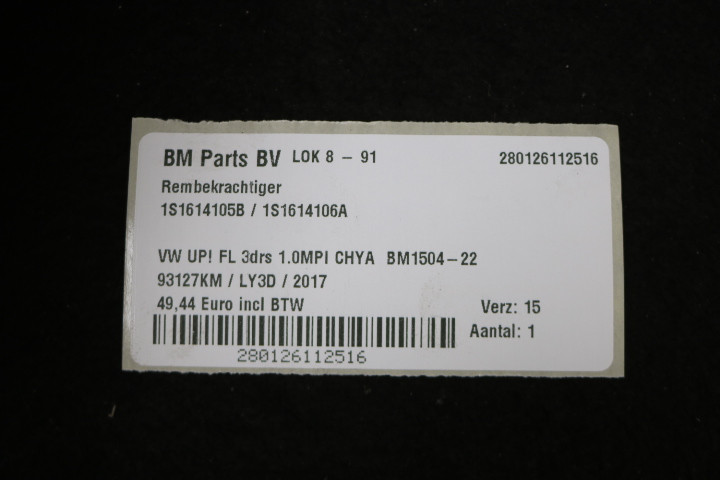 BM Parts BV LOK 8 - 91 280126112516
Rembekrachtiger
1S1614105B / 1S1614106A
VW UP! FL 3drs 1.0MPI CHYA BM1504-22
93127KM / LY3D / 2017
49,44 Euro incl BTW Verz: 15
Aantal: 1
280126112516